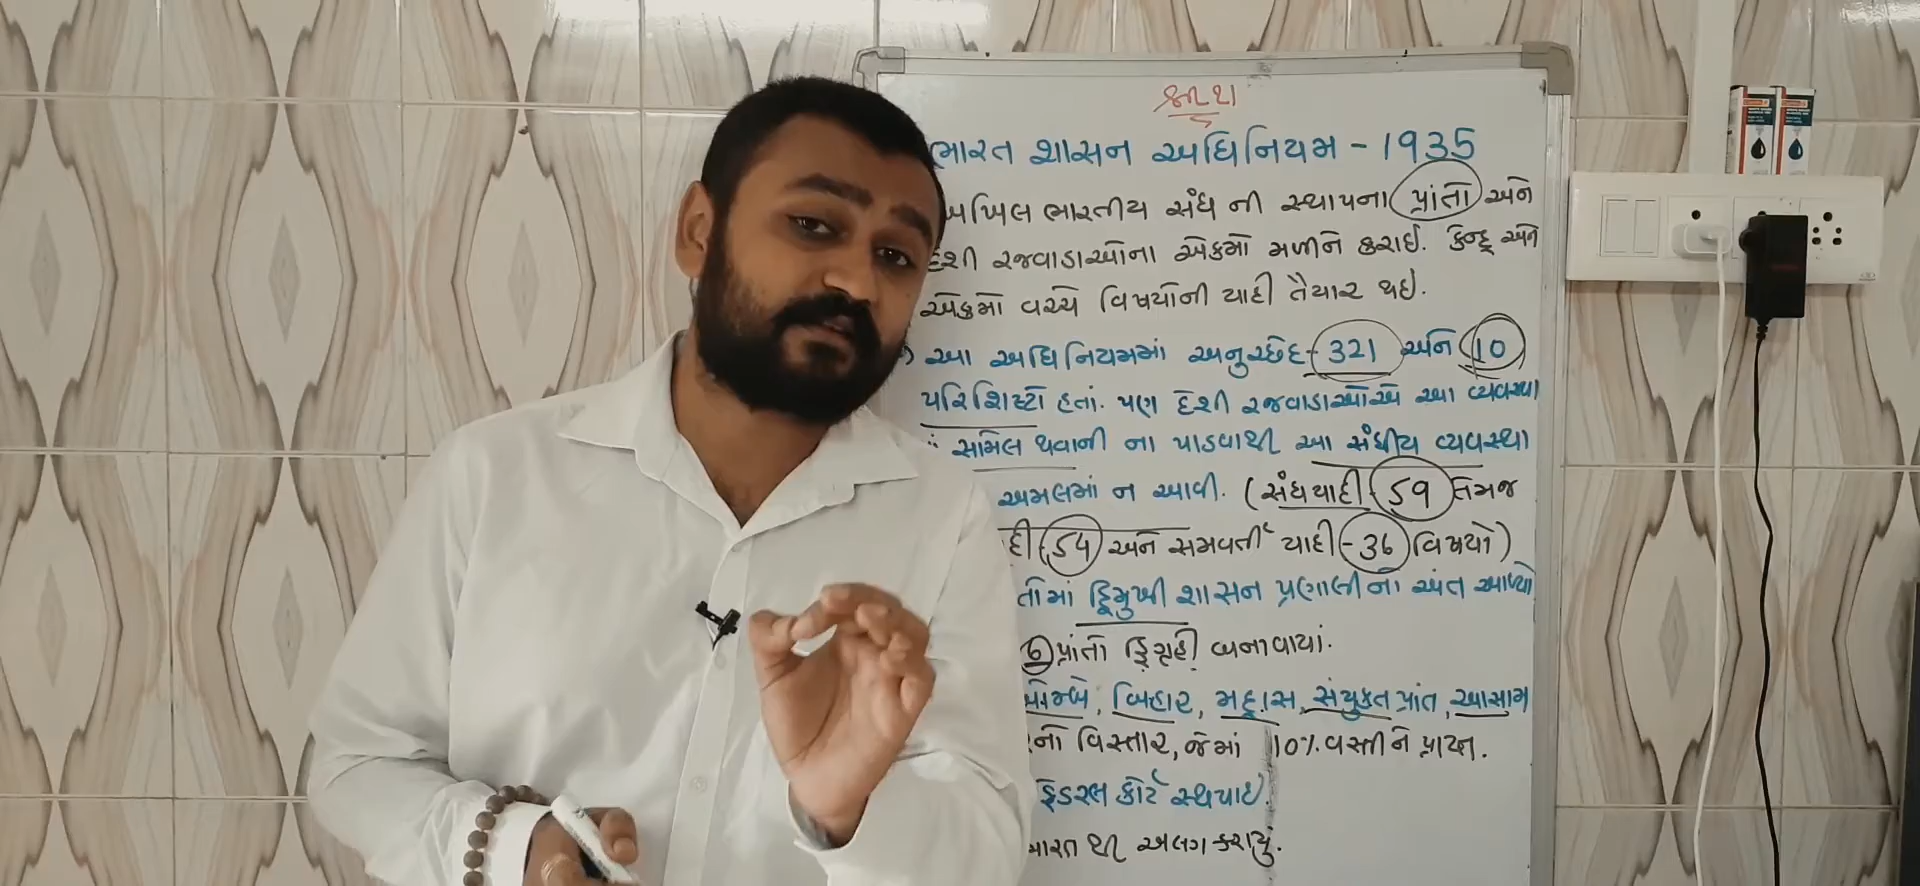 ભારત શાસન અધિનિયમ - 1935
અખિલ ભારતીય સંઘ ની સ્થાપના પ્રાંતો અને
દેશી રજવાડાઓના એકમો મળીને કરાઈ. કેન્દ્ર અને
એકમો વચ્ચે વિષયોની યાદી તૈયાર થઈ.
આ અધિનિયમમાં અનુચ્છેદ - 321 અને 10
પરિશિષ્ટો હતાં. પણ દેશી રજવાડાઓએ આ વ્યવસ્થા
સામેલ થવાની ના પાડવાથી આ સંઘીય વ્યવસ્થા
અમલમાં ન આવી. (સંઘયાદી - 59 તેમજ
54 અને સમવર્તી યાદી - 36 વિષયો)
દ્વિમુખી શાસન પ્રણાલીનો અંત આવ્યો
6 પ્રાંતો દ્વિગૃહી બનાવાયાં.
બોમ્બે, બિહાર, મદ્રાસ, સંયુક્ત પ્રાંત, આસામ
નો વિસ્તાર, જેમાં 10% વસ્તીને પ્રાપ્ત.
ફેડરલ કોર્ટ સ્થપાઈ.
ભારત થી અલગ કરાયું.